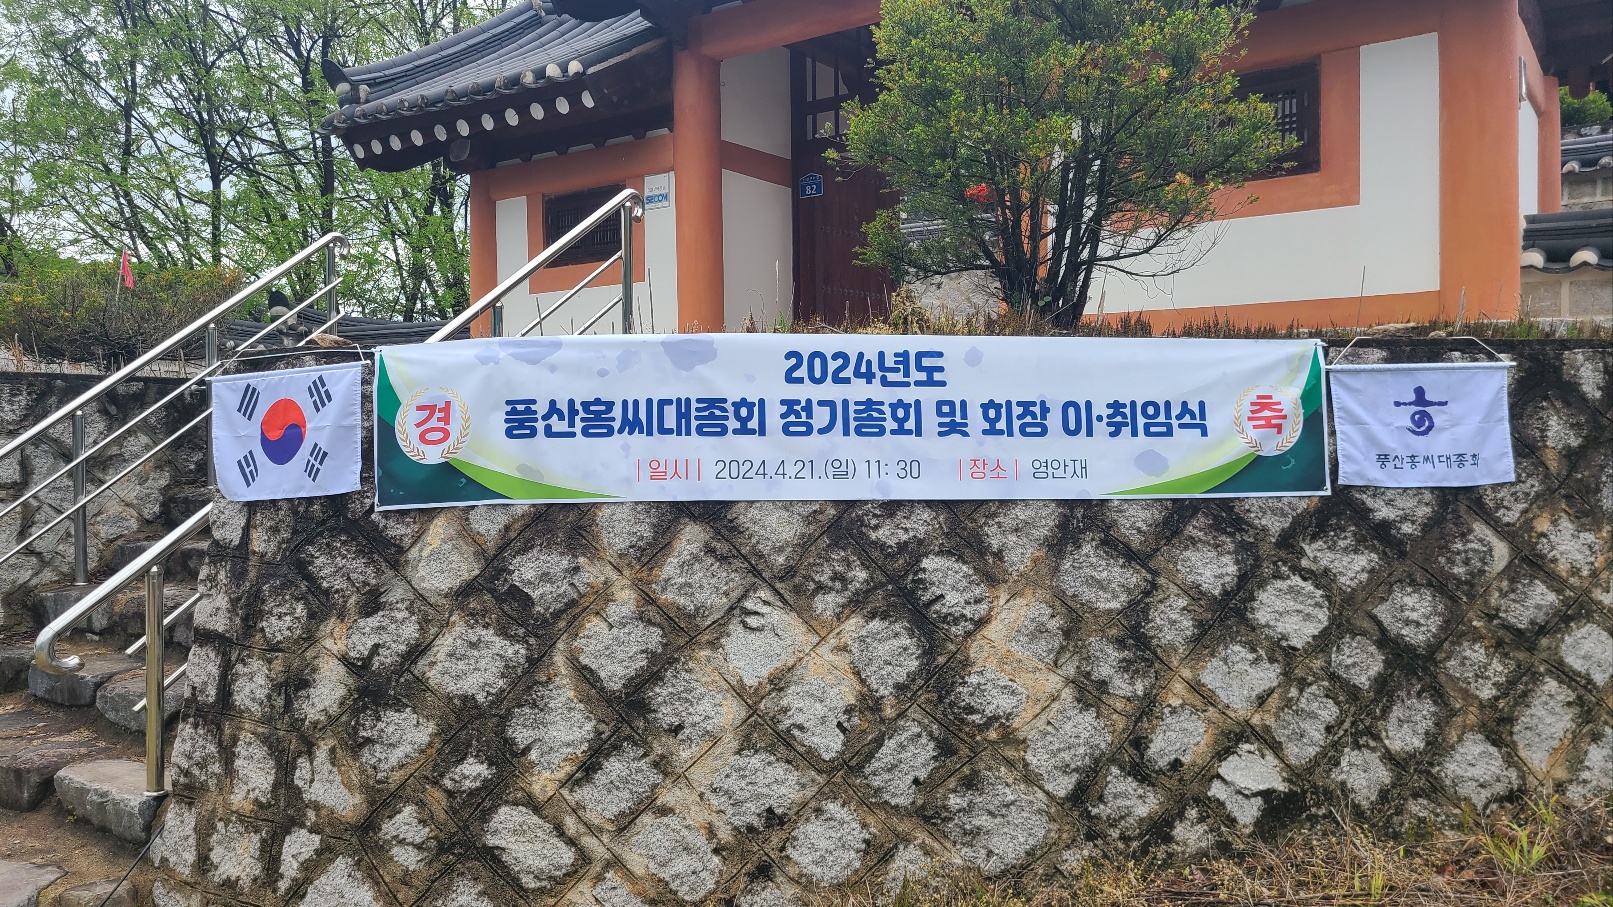 82
SECOM
2024년도
경 풍산홍씨대종회 정기총회 및 회장 이·취임식 축
|일시| 2024.4.21.(일) 11: 30 |장소| 영안재
풍산홍씨대종회